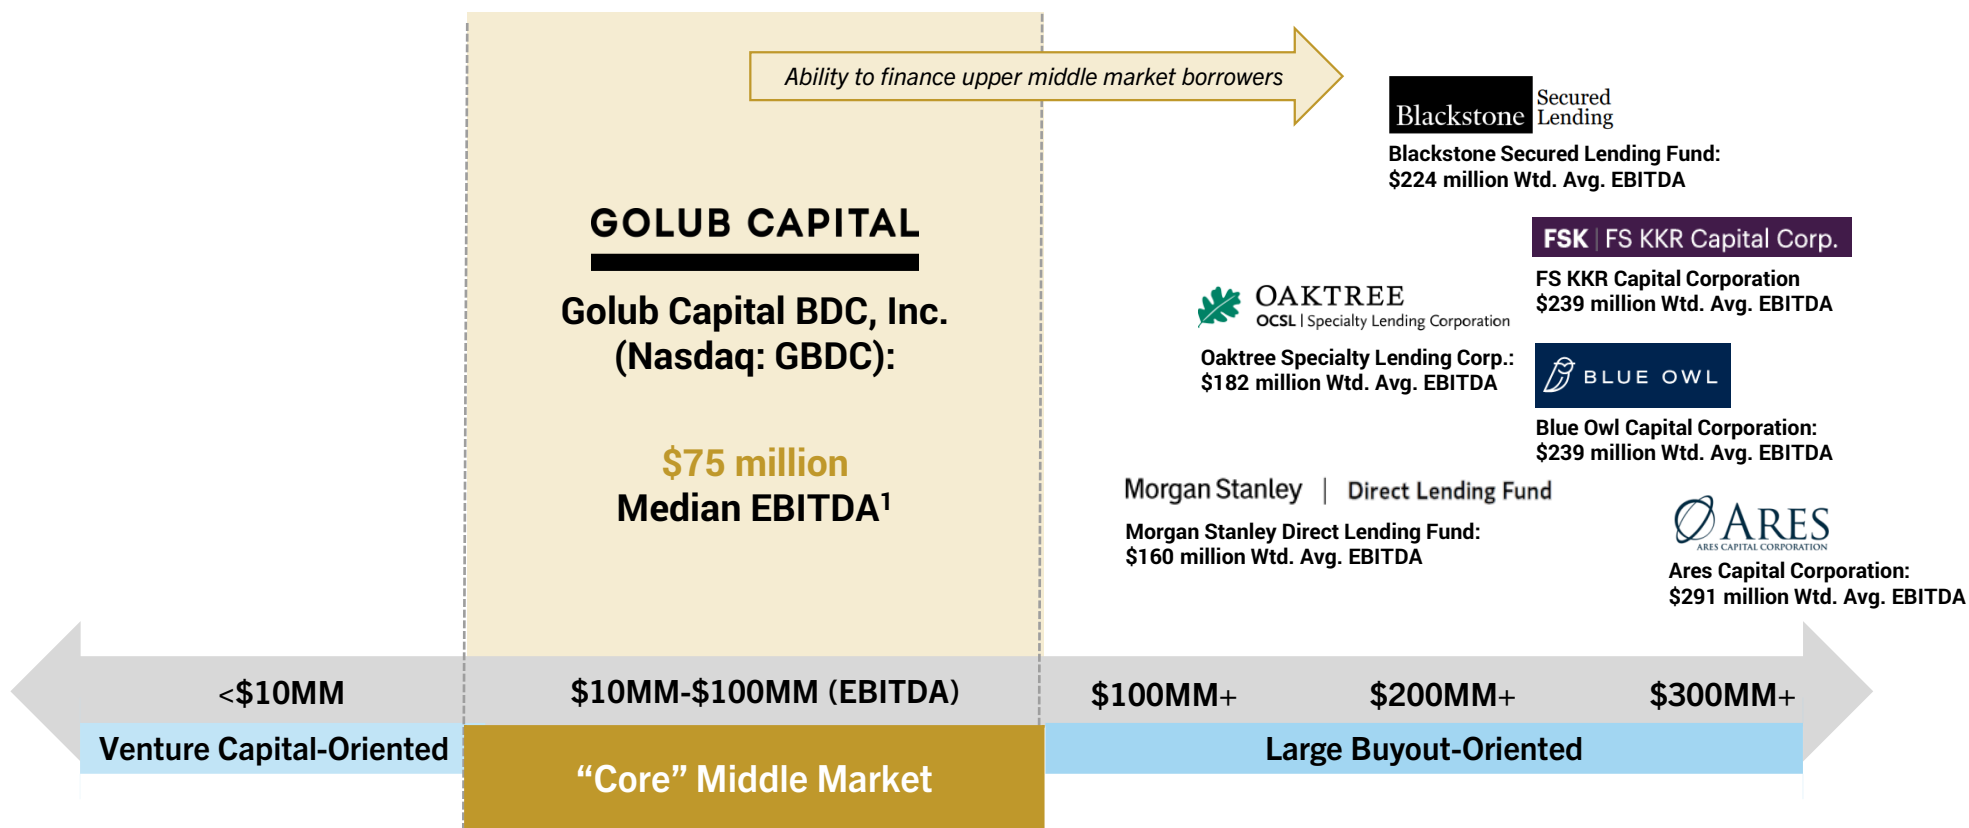 Ability to finance upper middle market borrowers
Blackstone
Secured
Lending
Blackstone Secured Lending Fund:
$224 million Wtd. Avg. EBITDA
GOLUB CAPITAL
Golub Capital BDC, Inc.
(Nasdaq: GBDC):
$75 million
Median EBITDA¹
FSK | FS KKR Capital Corp.
FS KKR Capital Corporation
$239 million Wtd. Avg. EBITDA
OAKTREE
OCSL | Specialty Lending Corporation
Oaktree Specialty Lending Corp.:
$182 million Wtd. Avg. EBITDA
BLUE OWL
Blue Owl Capital Corporation:
$239 million Wtd. Avg. EBITDA
Morgan Stanley | Direct Lending Fund
Morgan Stanley Direct Lending Fund:
$160 million Wtd. Avg. EBITDA
ARES
ARES CAPITAL CORPORATION
Ares Capital Corporation:
$291 million Wtd. Avg. EBITDA
<$10MM
$10MM-$100MM (EBITDA)
$100MM+
$200MM+
$300MM+
Venture Capital-Oriented
“Core” Middle Market
Large Buyout-Oriented